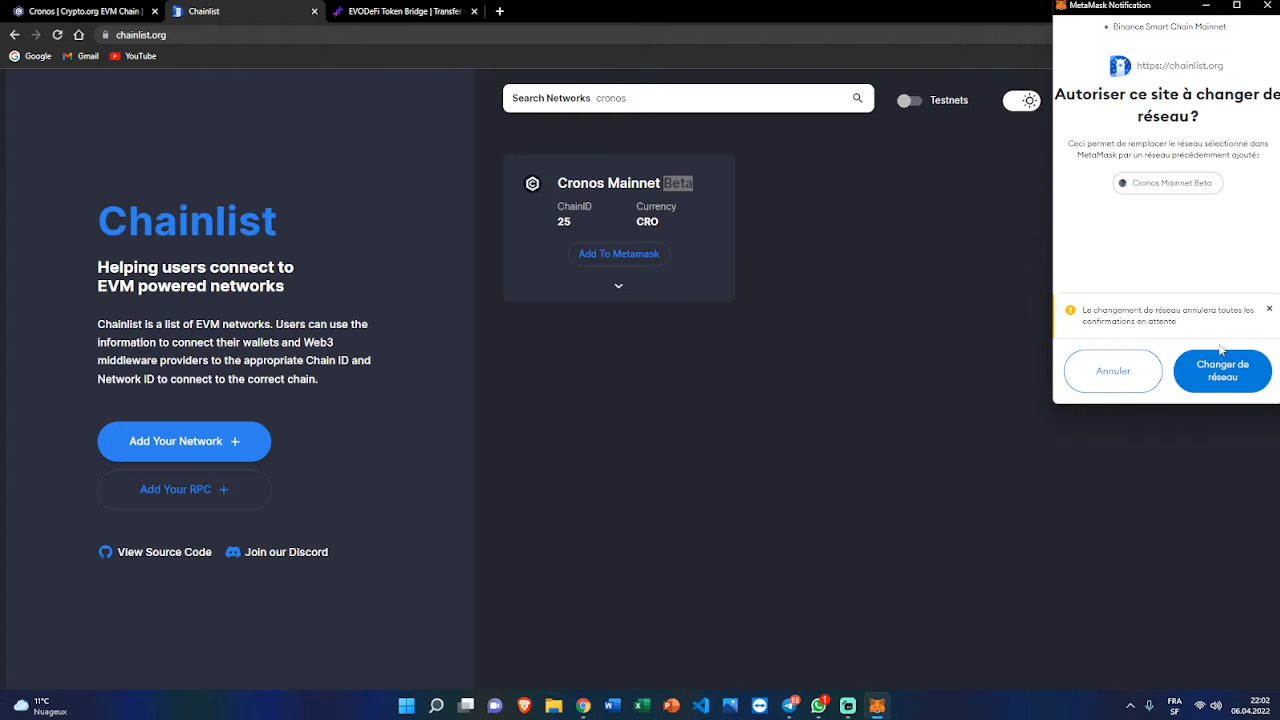 Cronos | Crypto.org EVM Chain |
Chainlist
EVODeFi Cross Bridge | Transfer
MetaMask Notification
chainlist.org
Google
Gmail
YouTube
Binance Smart Chain Mainnet
https://chainlist.org
Autoriser ce site à changer de
réseau?
Ceci permet de remplacer le réseau sélectionné dans
MetaMask par un réseau précédemment ajouté:
Cronos Mainnet Beta
Le changement de réseau annulera toutes les
confirmations en attente
Annuler
Changer de
réseau
Search Networks cronos
Testnets
Cronos Mainnet Beta
ChainID
Currency
25
CRO
Add To Metamask
Chainlist
Helping users connect to
EVM powered networks
Chainlist is a list of EVM networks. Users can use the
information to connect their wallets and Web3
middleware providers to the appropriate Chain ID and
Network ID to connect to the correct chain.
Add Your Network +
Add Your RPC +
View Source Code
Join our Discord
11°C
Nuageux
1
FRA
SF
22:02
06.04.2022